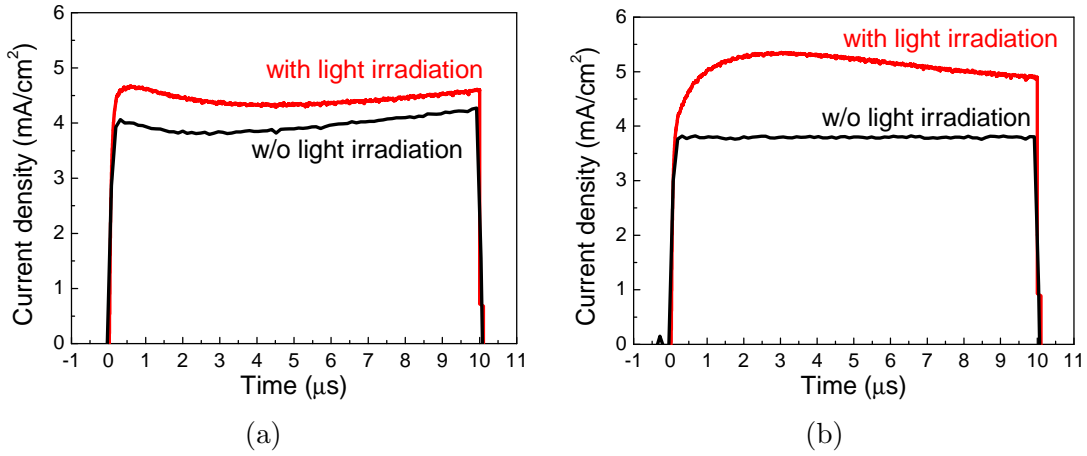 6
5
4
3
2
1
0
Current density (mA/cm²)
with light irradiation
w/o light irradiation
-1 0 1 2 3 4 5 6 7 8 9 10 11
Time (μs)
(a)
6
5
4
3
2
1
0
Current density (mA/cm²)
with light irradiation
w/o light irradiation
-1 0 1 2 3 4 5 6 7 8 9 10 11
Time (μs)
(b)